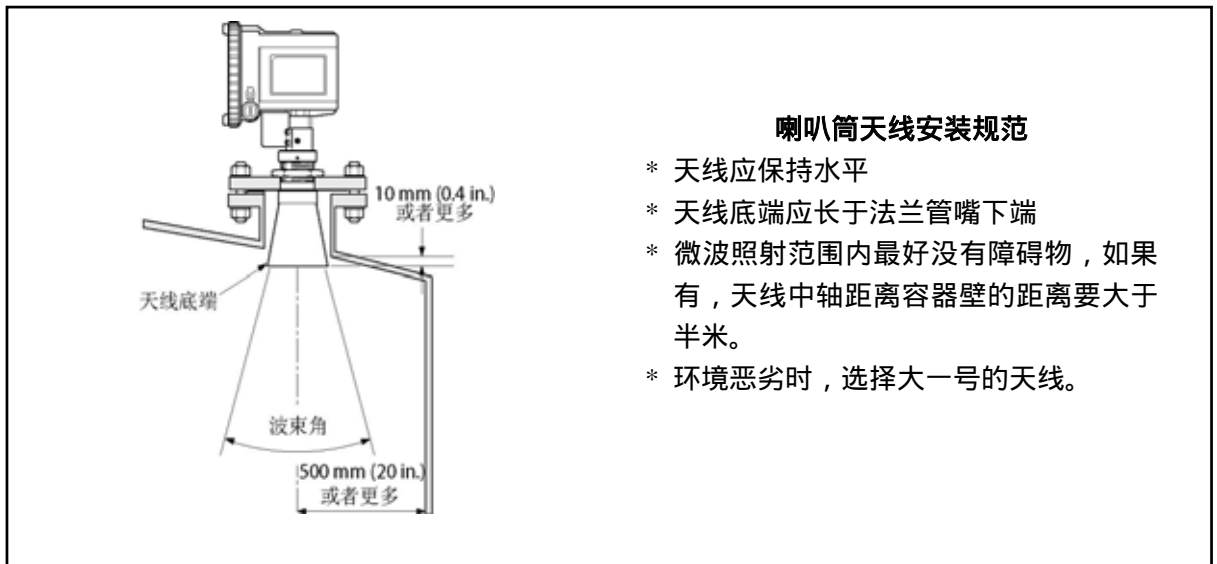 喇叭筒天线安装规范
* 天线应保持水平
* 天线底端应长于法兰管嘴下端
* 微波照射范围内最好没有障碍物，如果
有，天线中轴距离容器壁的距离要大于
半米。
* 环境恶劣时，选择大一号的天线。
10 mm (0.4 in.)
或者更多
天线底端
波束角
500 mm (20 in.)
或者更多